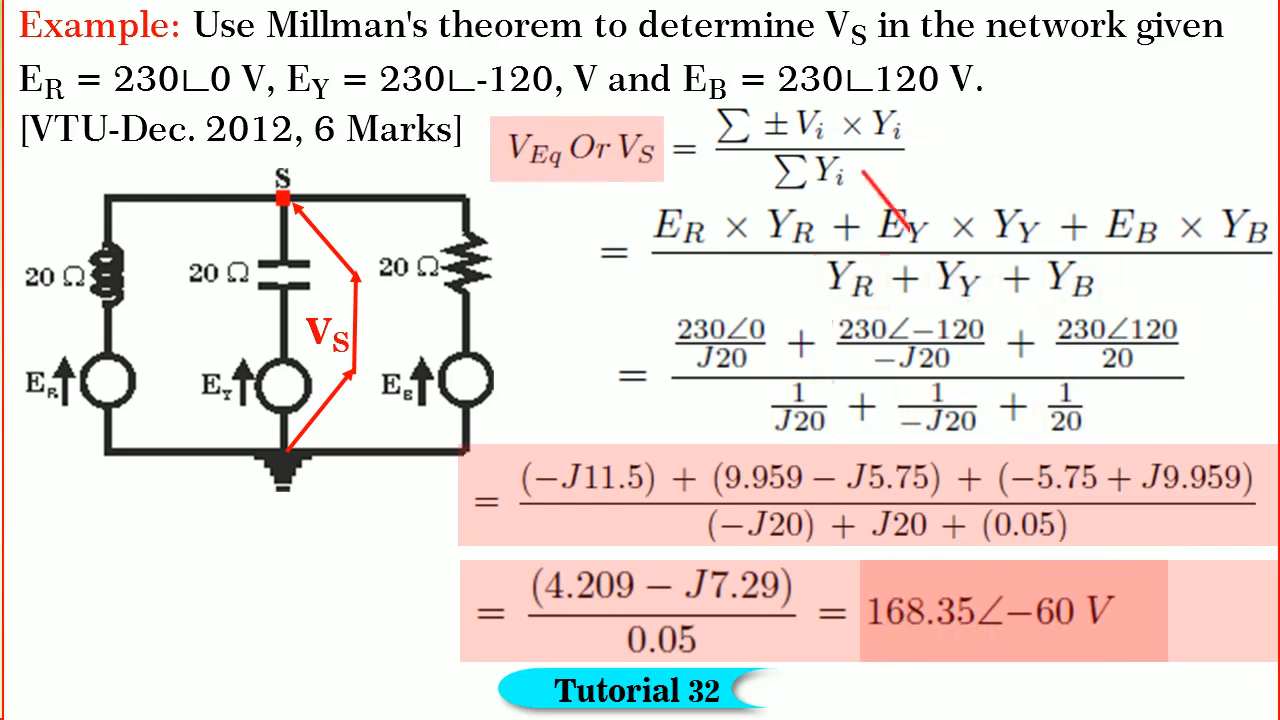 Example: Use Millman's theorem to determine V_S in the network given
E_R = 230∟0 V, E_Y = 230∟-120, V and E_B = 230∟120 V.
[VTU-Dec. 2012, 6 Marks]
V_Eq Or V_S = (∑ ±V_i × Y_i) / (∑ Y_i)
= (E_R × Y_R + E_Y × Y_Y + E_B × Y_B) / (Y_R + Y_Y + Y_B)
= (230∠0/J20 + 230∠−120/−J20 + 230∠120/20) / (1/J20 + 1/−J20 + 1/20)
= ((−J11.5) + (9.959 − J5.75) + (−5.75 + J9.959)) / ((−J20) + J20 + (0.05))
= (4.209 − J7.29) / 0.05 = 168.35∠−60 V
S
20 Ω
20 Ω
20 Ω
V_S
E_R
E_Y
E_B
Tutorial 32